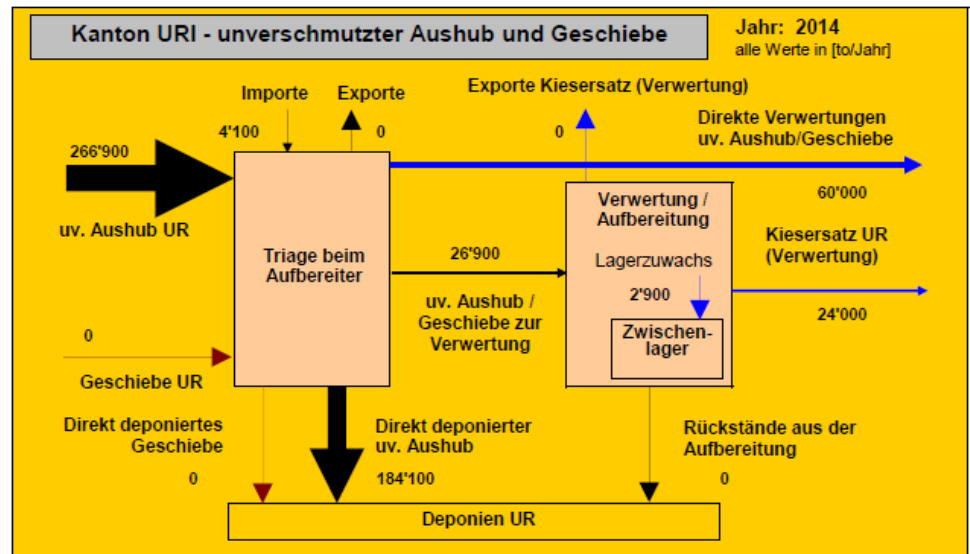 Kanton URI - unverschmutzter Aushub und Geschiebe
Jahr: 2014
alle Werte in [to/Jahr]
Importe
Exporte
Exporte Kiesersatz (Verwertung)
4'100
0
0
Direkte Verwertungen
uv. Aushub/Geschiebe
266'900
60'000
uv. Aushub UR
Triage beim
Aufbereiter
26'900
uv. Aushub /
Geschiebe zur
Verwertung
Verwertung /
Aufbereitung
Lagerzuwachs
2'900
Zwischen-
lager
Kiesersatz UR
(Verwertung)
24'000
0
Geschiebe UR
Direkt deponiertes
Geschiebe
0
Direkt deponierter
uv. Aushub
184'100
Rückstände aus der
Aufbereitung
0
Deponien UR